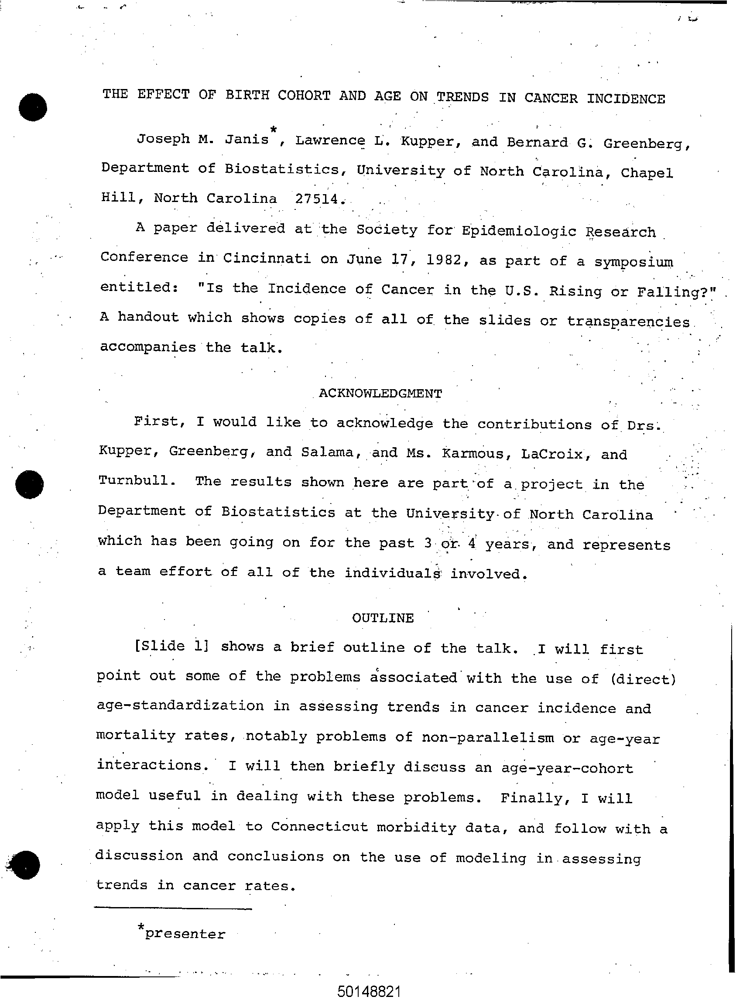 THE EFFECT OF BIRTH COHORT AND AGE ON TRENDS IN CANCER INCIDENCE
Joseph M. Janis*, Lawrence L. Kupper, and Bernard G. Greenberg,
Department of Biostatistics, University of North Carolina, Chapel
Hill, North Carolina 27514.
A paper delivered at the Society for Epidemiologic Research
Conference in Cincinnati on June 17, 1982, as part of a symposium
entitled: "Is the Incidence of Cancer in the U.S. Rising or Falling?"
A handout which shows copies of all of the slides or transparencies
accompanies the talk.
ACKNOWLEDGMENT
First, I would like to acknowledge the contributions of Drs.
Kupper, Greenberg, and Salama, and Ms. Karmous, LaCroix, and
Turnbull. The results shown here are part of a project in the
Department of Biostatistics at the University of North Carolina
which has been going on for the past 3 or 4 years, and represents
a team effort of all of the individuals involved.
OUTLINE
[Slide 1] shows a brief outline of the talk. I will first
point out some of the problems associated with the use of (direct)
age-standardization in assessing trends in cancer incidence and
mortality rates, notably problems of non-parallelism or age-year
interactions. I will then briefly discuss an age-year-cohort
model useful in dealing with these problems. Finally, I will
apply this model to Connecticut morbidity data, and follow with a
discussion and conclusions on the use of modeling in assessing
trends in cancer rates.
*presenter
50148821